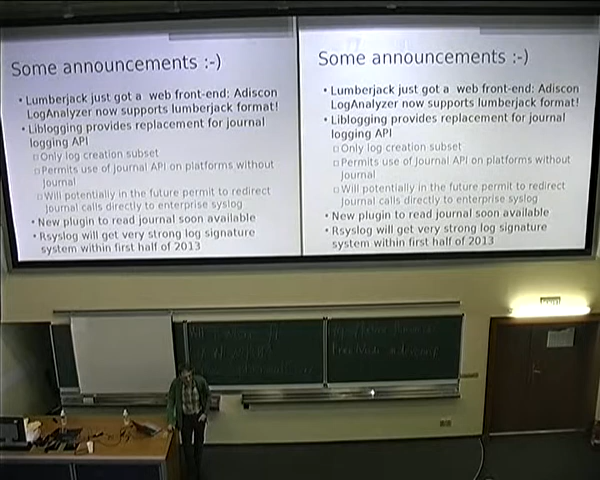 Some announcements :-)
• Lumberjack just got a web front-end: Adiscon
LogAnalyzer now supports lumberjack format!
• Liblogging provides replacement for journal
logging API
Only log creation subset
Permits use of Journal API on platforms without
Journal
Will potentially in the future permit to redirect
Journal calls directly to enterprise syslog
• New plugin to read journal soon available
• Rsyslog will get very strong log signature
system within first half of 2013
Some announcements :-)
• Lumberjack just got a web front-end: Adiscon
LogAnalyzer now supports lumberjack format!
• Liblogging provides replacement for journal
logging API
Only log creation subset
Permits use of Journal API on platforms without
Journal
Will potentially in the future permit to redirect
Journal calls directly to enterprise syslog
• New plugin to read journal soon available
• Rsyslog will get very strong log signature
system within first half of 2013